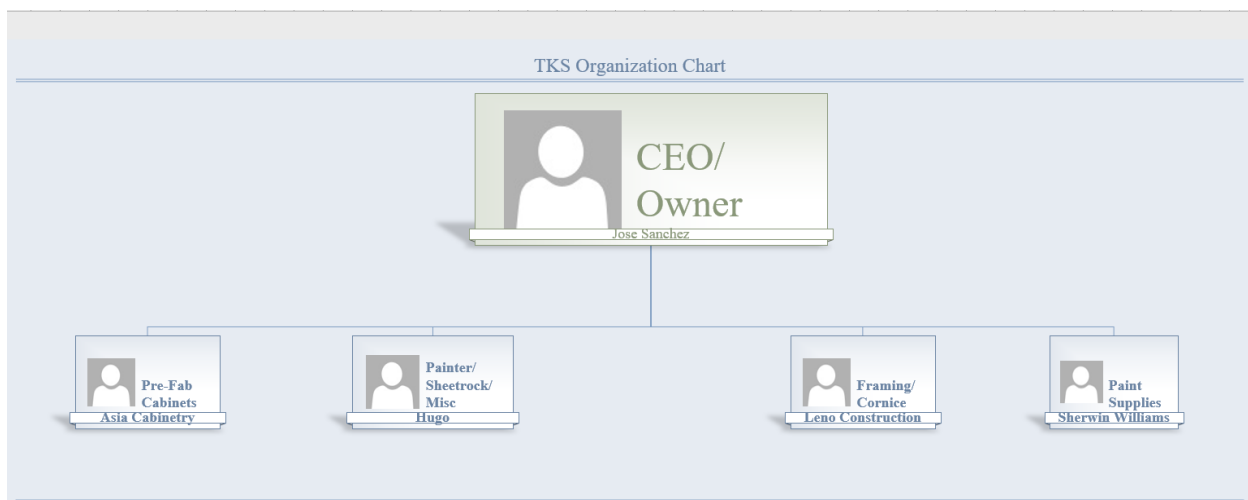 TKS Organization Chart
CEO/
Owner
Jose Sanchez
Pre-Fab
Cabinets
Asia Cabinetry
Painter/
Sheetrock/
Misc
Hugo
Framing/
Cornice
Leno Construction
Paint
Supplies
Sherwin Williams